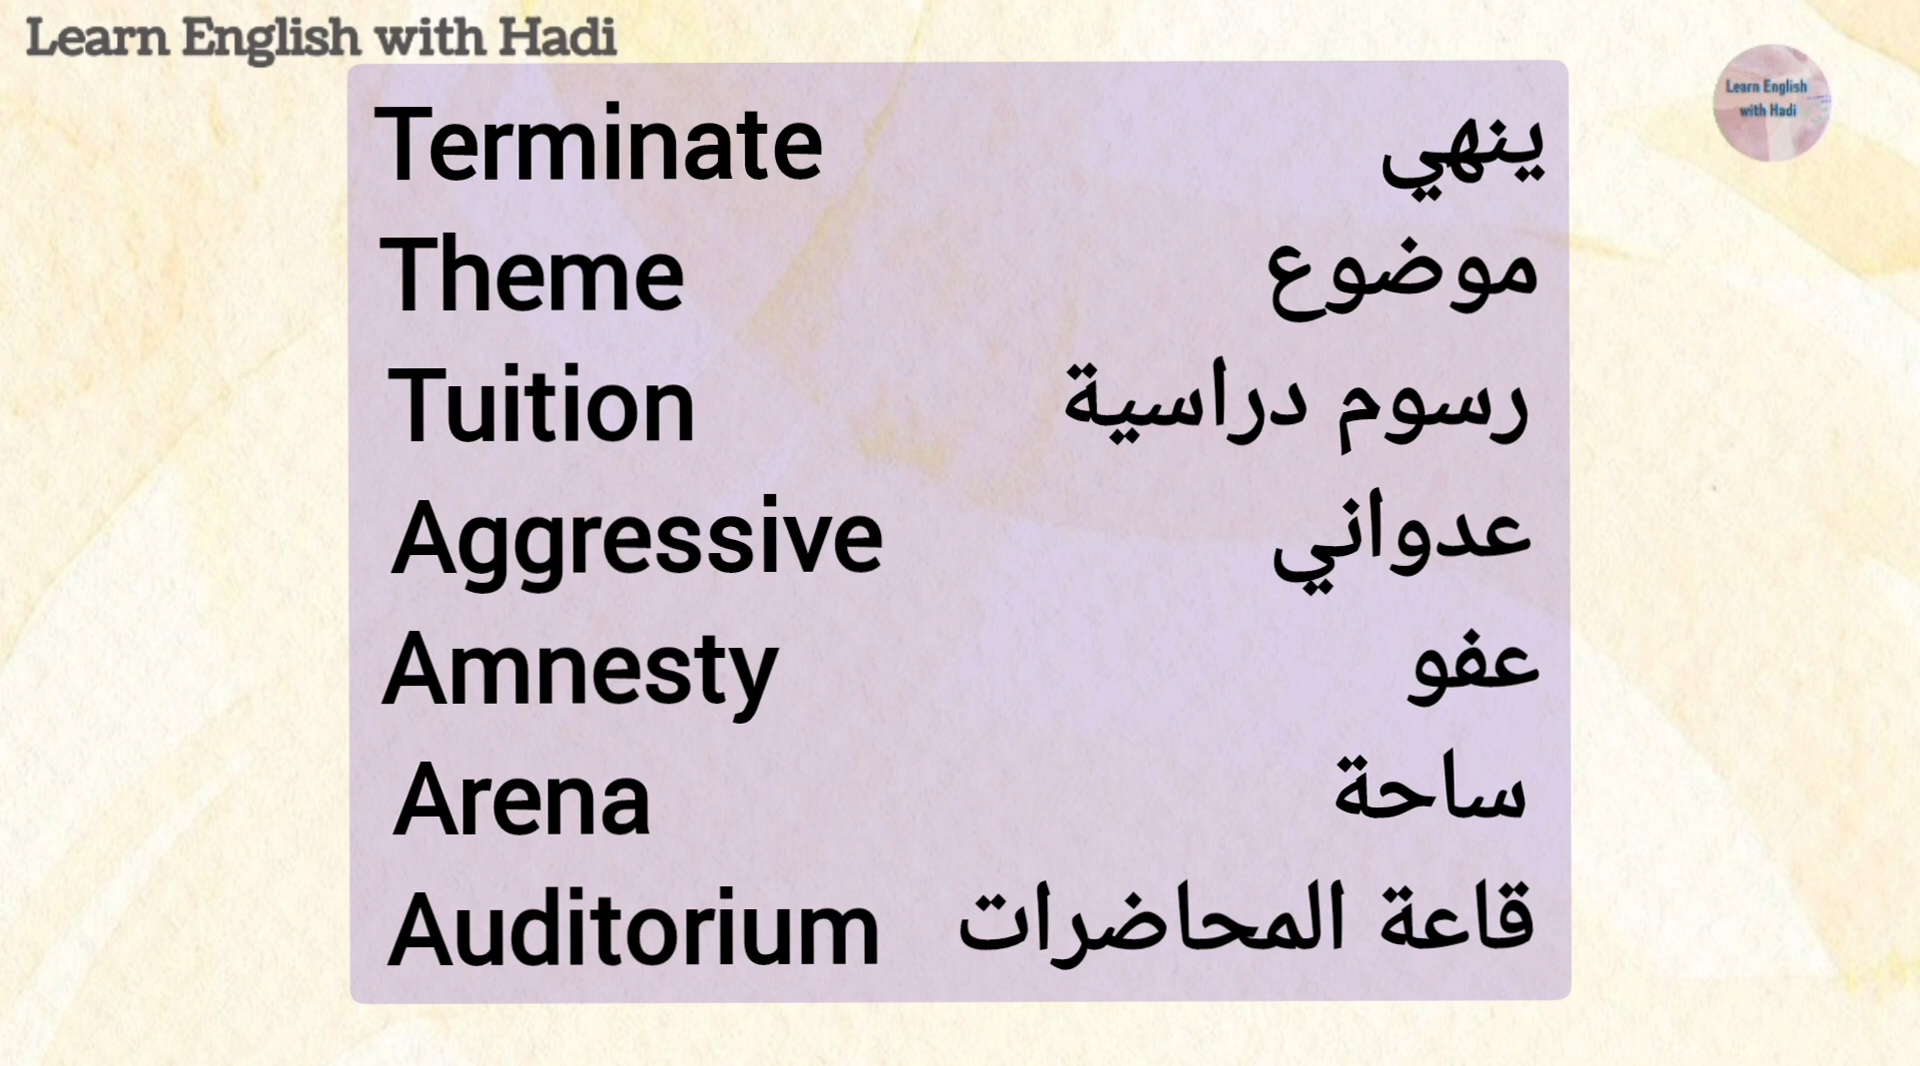 Learn English with Hadi
Learn English
with Hadi
Terminate ينهي
Theme موضوع
Tuition رسوم دراسية
Aggressive عدواني
Amnesty عفو
Arena ساحة
Auditorium قاعة المحاضرات